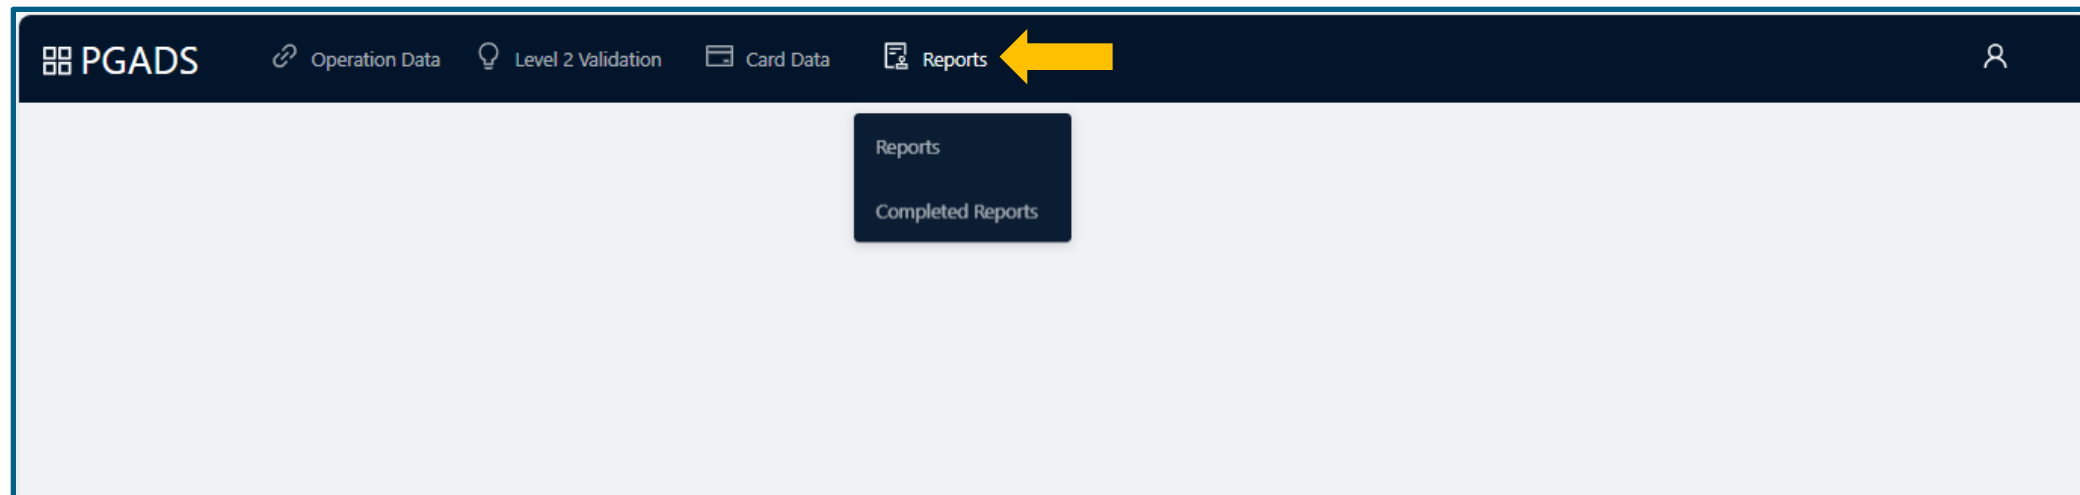 PGADS Operation Data Level 2 Validation Card Data Reports
Reports
Completed Reports